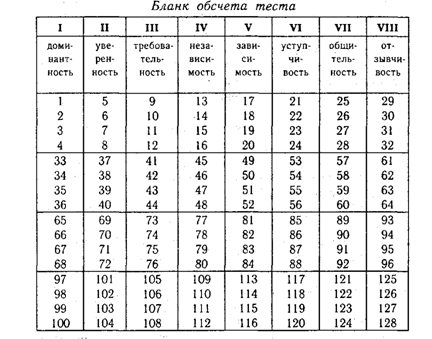 Бланк обсчета теста
I II III IV V VI VII VIII
доми- уве- требова- неза- зави- уступ- общи- от-
нант- рен- тель- виси- си- чи- тель- зывчи-
ность ность ность мость мость вость ность вость
1 5 9 13 17 21 25 29
2 6 10 14 18 22 26 30
3 7 11 15 19 23 27 31
4 8 12 16 20 24 28 32
33 37 41 45 49 53 57 61
34 38 42 46 50 54 58 62
35 39 43 47 51 55 59 63
36 40 44 48 52 56 60 64
65 69 73 77 81 85 89 93
66 70 74 78 82 86 90 94
67 71 75 79 83 87 91 95
68 72 76 80 84 88 92 96
97 101 105 109 113 117 121 125
98 102 106 110 114 118 122 126
99 103 107 111 115 119 123 127
100 104 108 112 116 120 124 128